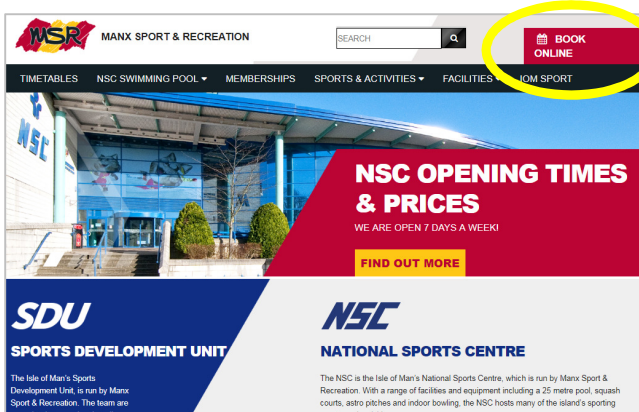 MSR
MANX SPORT & RECREATION
SEARCH
BOOK
ONLINE
TIMETABLES NSC SWIMMING POOL MEMBERSHIPS SPORTS & ACTIVITIES FACILITIES IOM SPORT
NSC
NSC OPENING TIMES
& PRICES
WE ARE OPEN 7 DAYS A WEEK!
FIND OUT MORE
SDU
SPORTS DEVELOPMENT UNIT
The Isle of Man's Sports
Development Unit, is run by Manx
Sport & Recreation. The team are
NSC
NATIONAL SPORTS CENTRE
The NSC is the Isle of Man's National Sports Centre, which is run by Manx Sport &
Recreation. With a range of facilities and equipment including a 25 metre pool, squash
courts, astro pitches and indoor bowling, the NSC hosts many of the island's sporting